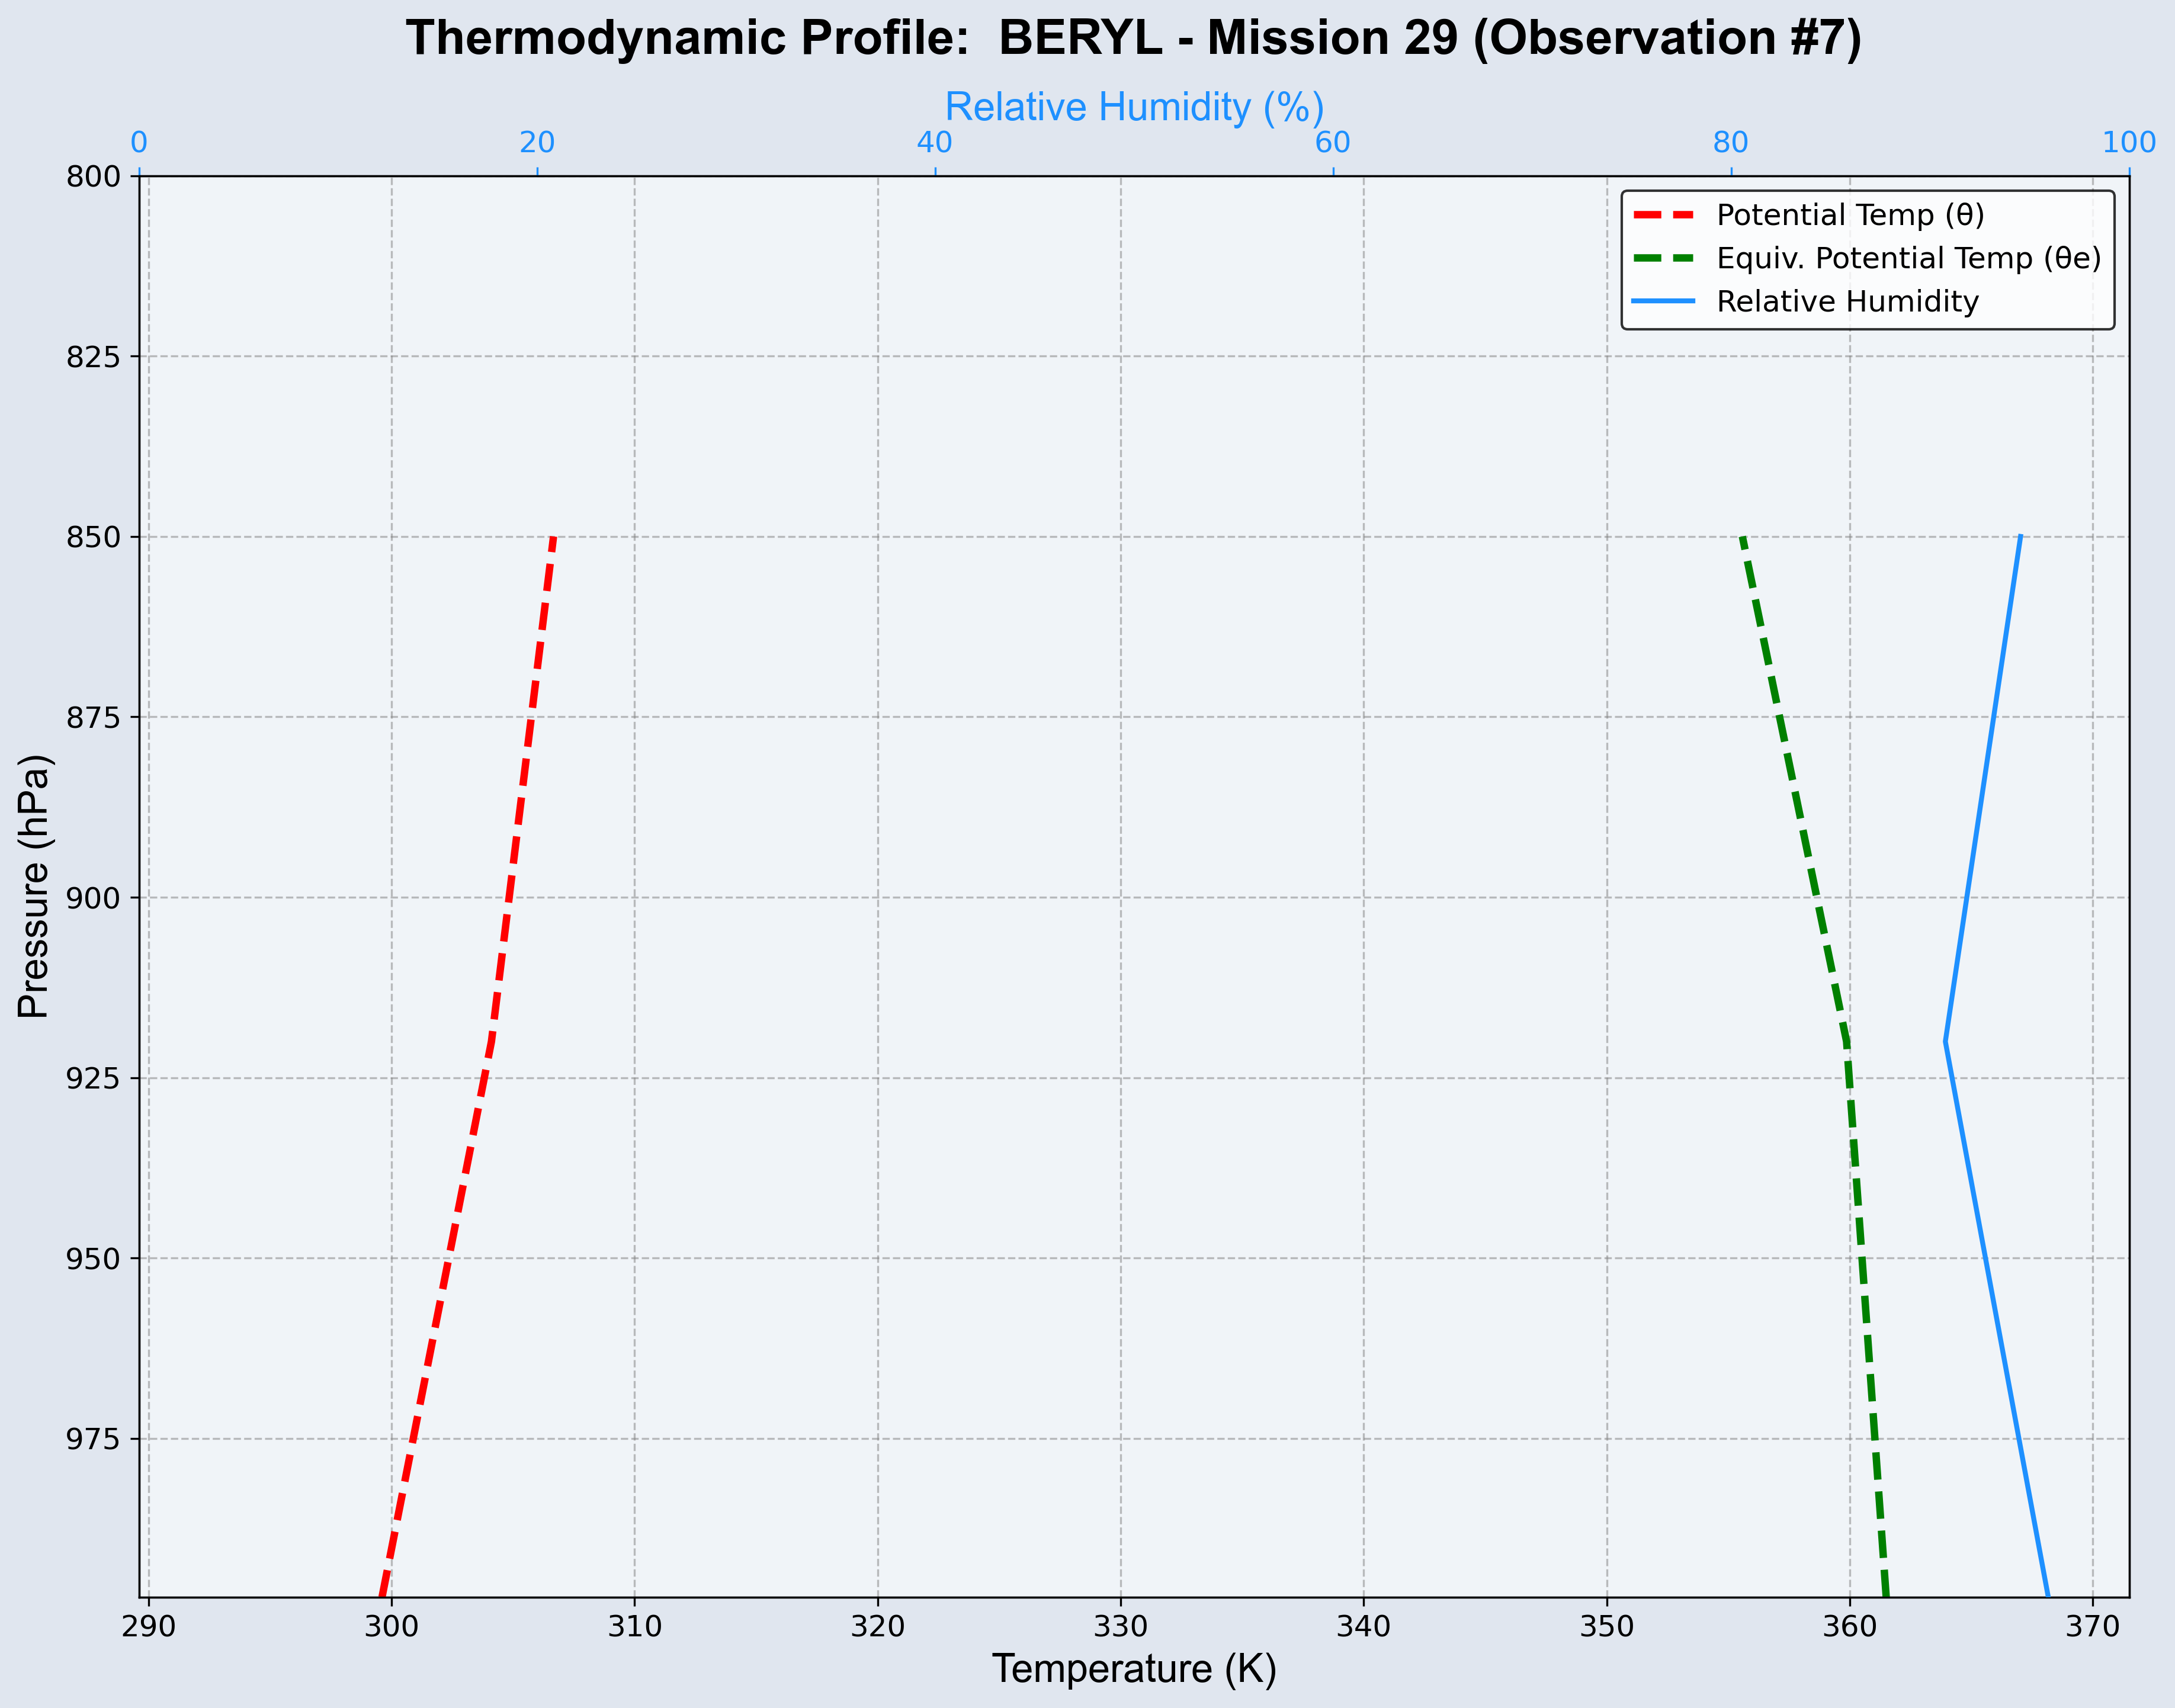 Thermodynamic Profile:  BERYL - Mission 29 (Observation #7)
Relative Humidity (%)
0 20 40 60 80 100
Potential Temp (θ)
Equiv. Potential Temp (θe)
Relative Humidity
Pressure (hPa)
800
825
850
875
900
925
950
975
290 300 310 320 330 340 350 360 370
Temperature (K)